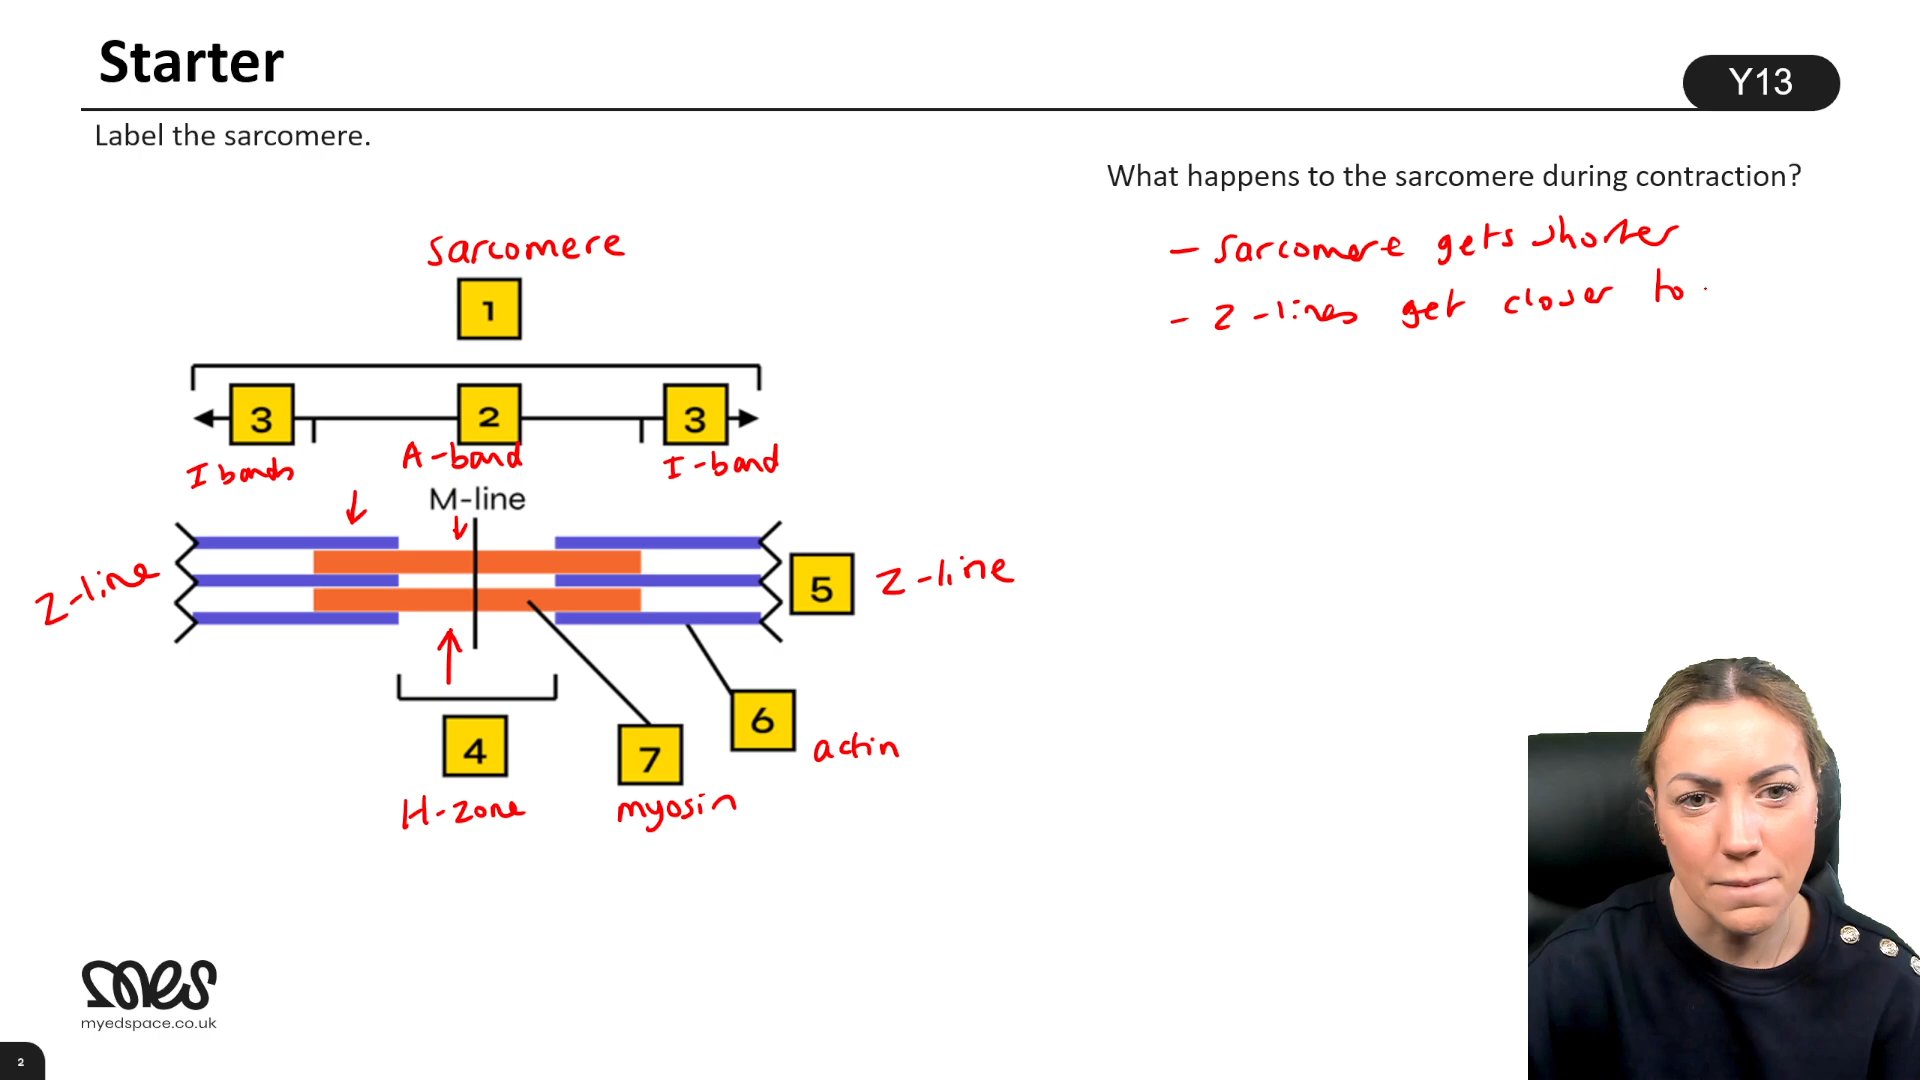 Starter
Y13
Label the sarcomere.
What happens to the sarcomere during contraction?
- Sarcomere gets shorter
- Z-lines get closer to
Sarcomere
1
3
2
3
I bands
A-band
I-band
M-line
Z-line
5
Z-line
4
7
6
actin
H-zone
myosin
mes
myedspace.co.uk
2